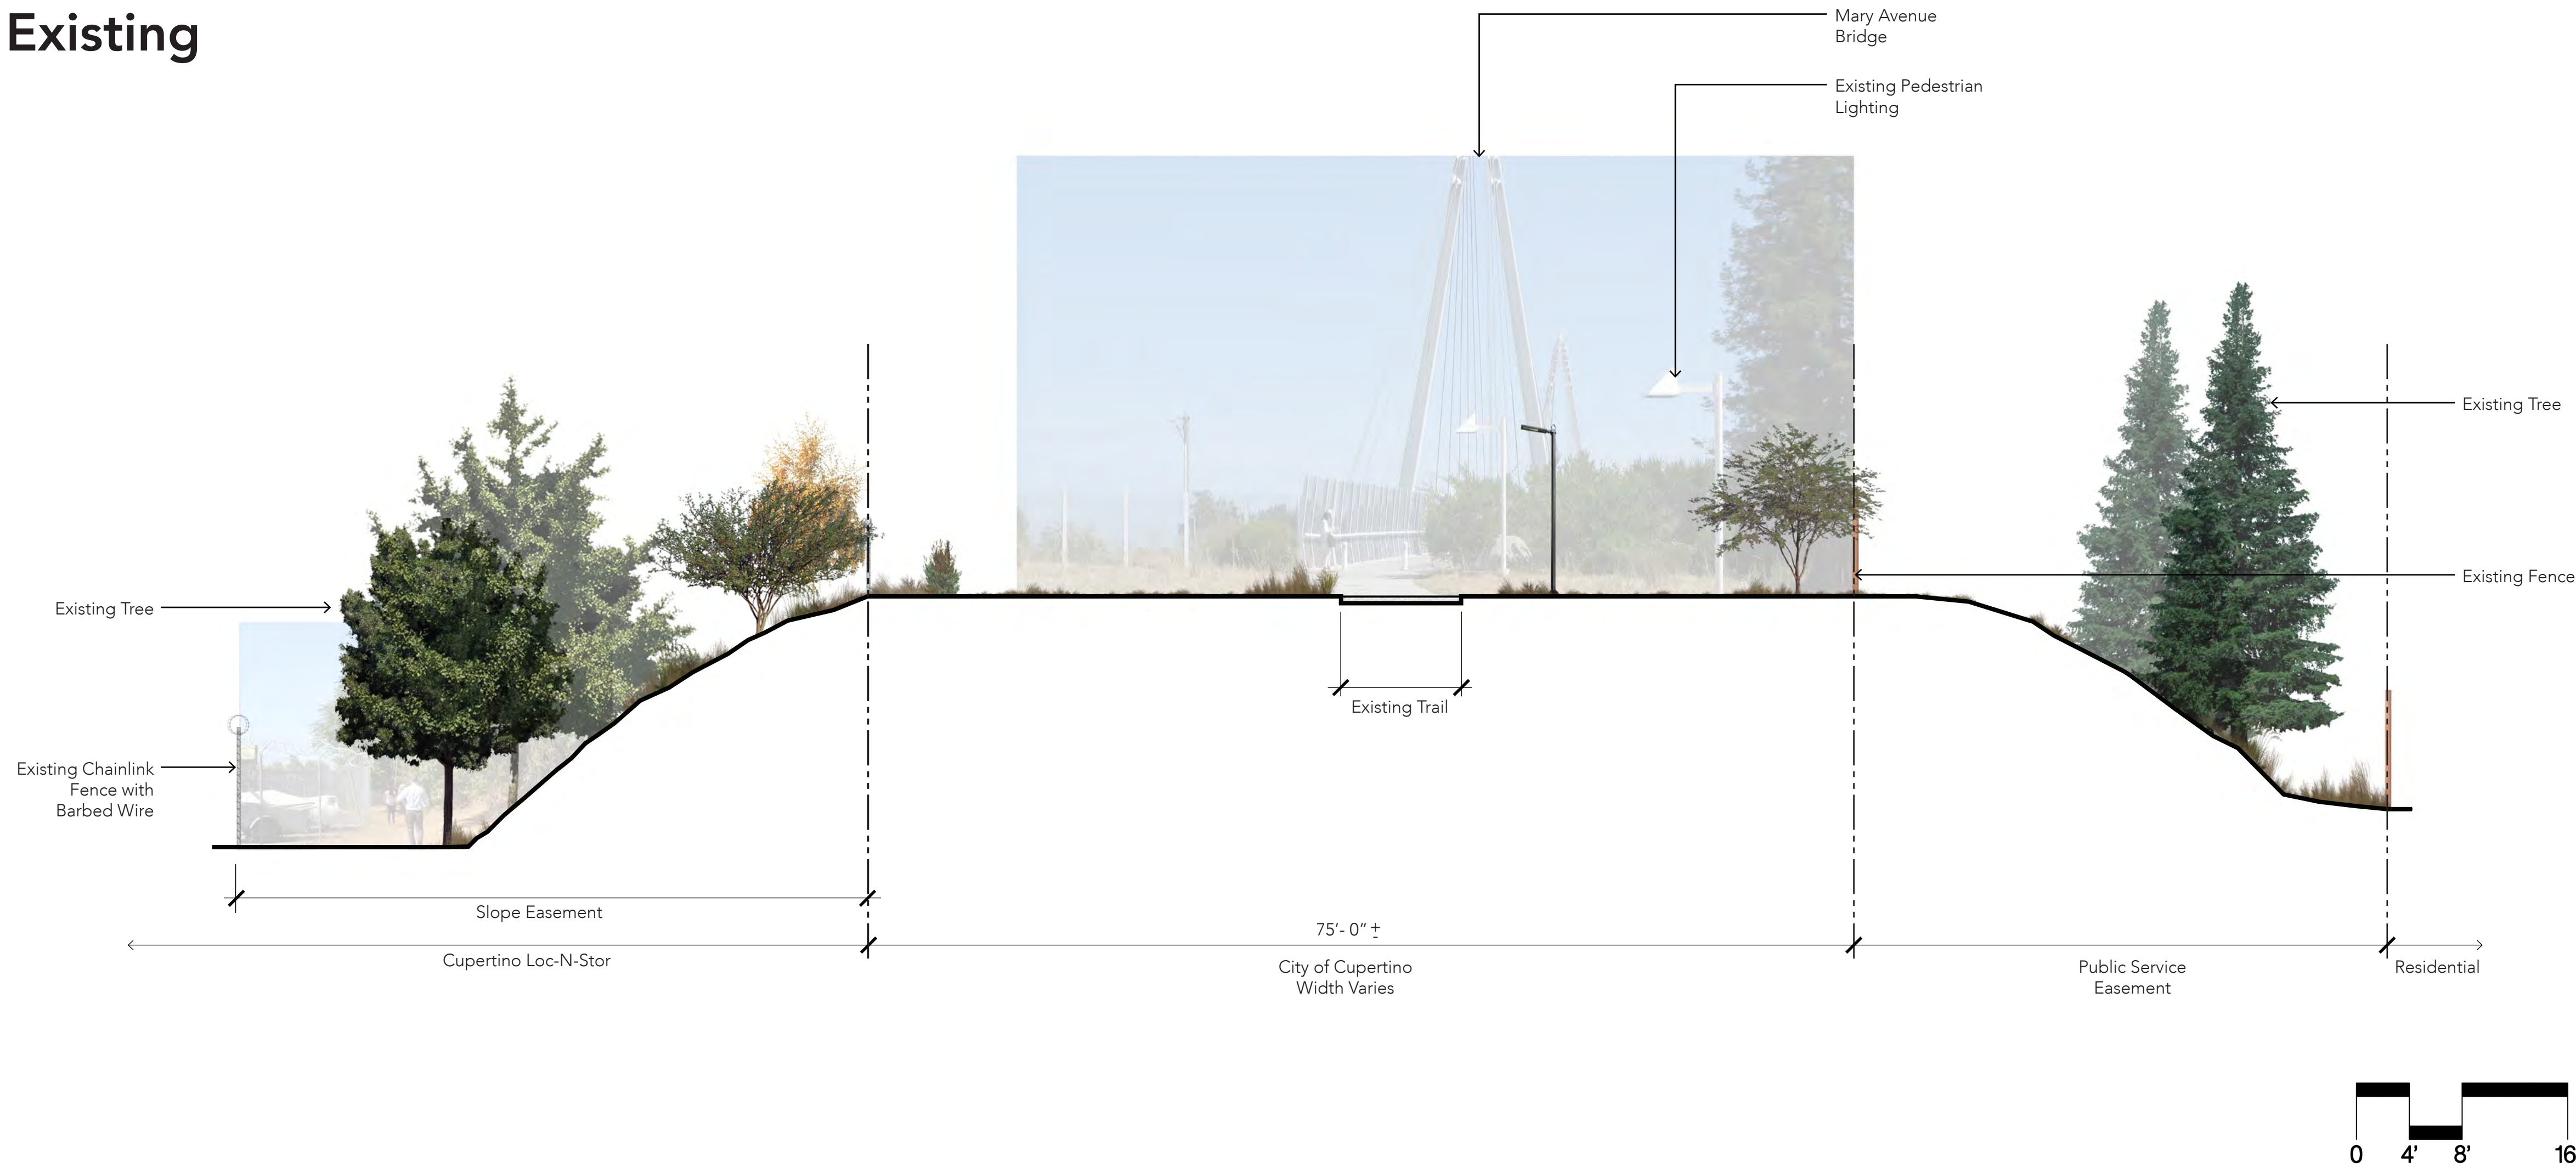 Existing
Mary Avenue
Bridge
Existing Pedestrian
Lighting
Existing Tree
Existing Fence
Existing Tree
Existing Chainlink
Fence with
Barbed Wire
Existing Trail
Slope Easement
75'- 0" ±
Cupertino Loc-N-Stor
City of Cupertino
Width Varies
Public Service
Easement
Residential
0 4' 8' 16